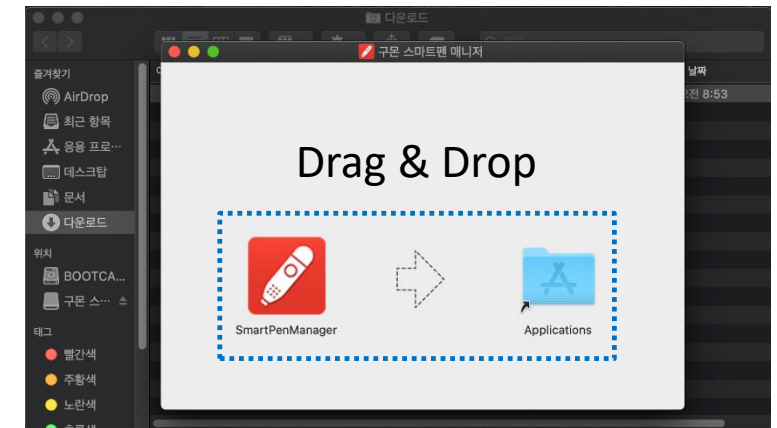 다운로드
구몬 스마트펜 매니저
즐겨찾기
날짜
AirDrop
오전 8:53
최근 항목
응용 프로…
데스크탑
문서
다운로드
위치
BOOTCA…
구몬 스…
태그
빨간색
주황색
노란색
Drag & Drop
SmartPenManager
Applications